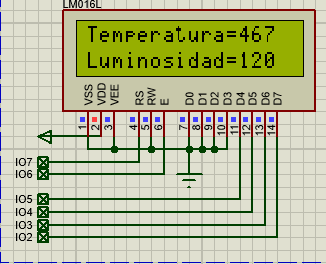 LM016L
Temperatura=467
Luminosidad=120
VSS VDD VEE RS RW E D0 D1 D2 D3 D4 D5 D6 D7
1 2 3 4 5 6 7 8 9 10 11 12 13 14
IO7
IO6
IO5
IO4
IO3
IO2